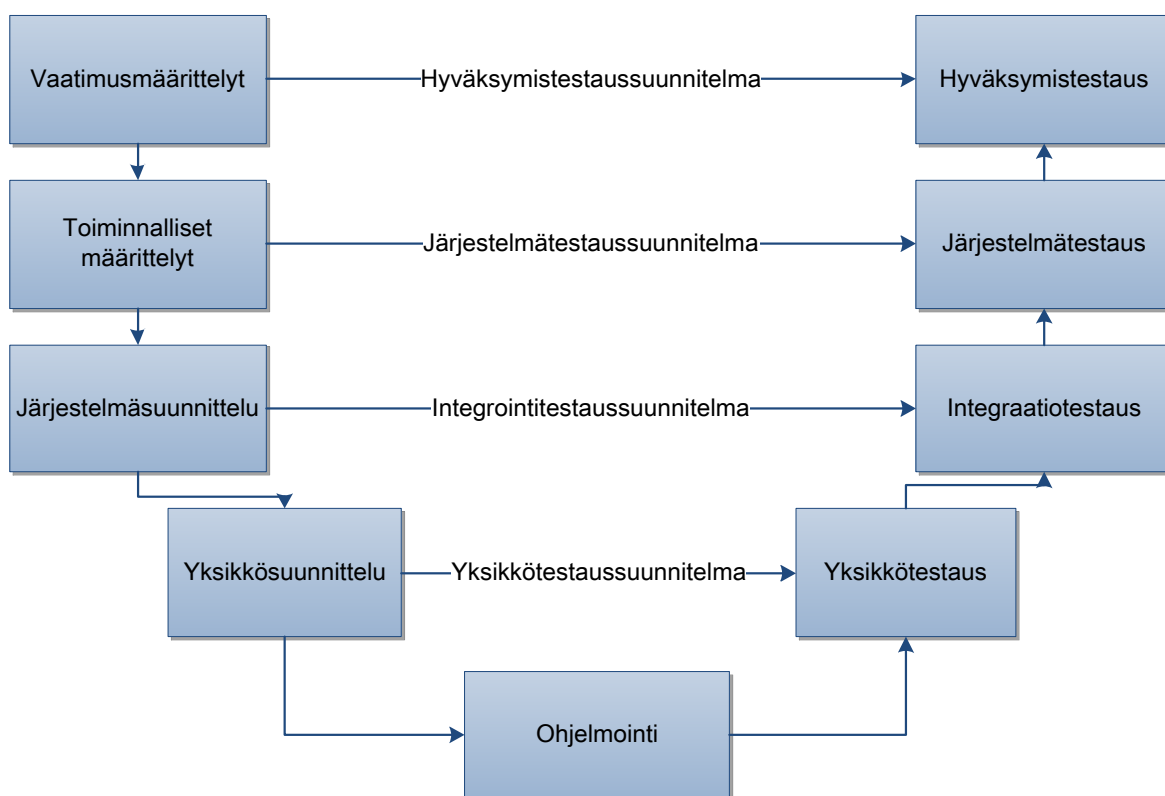 Vaatimusmäärittelyt
Hyväksymistestaussuunnitelma
Hyväksymistestaus
Toiminnalliset
määrittelyt
Järjestelmätestaussuunnitelma
Järjestelmätestaus
Järjestelmäsuunnittelu
Integrointitestaussuunnitelma
Integraatiotestaus
Yksikkösuunnittelu
Yksikkötestaussuunnitelma
Yksikkötestaus
Ohjelmointi